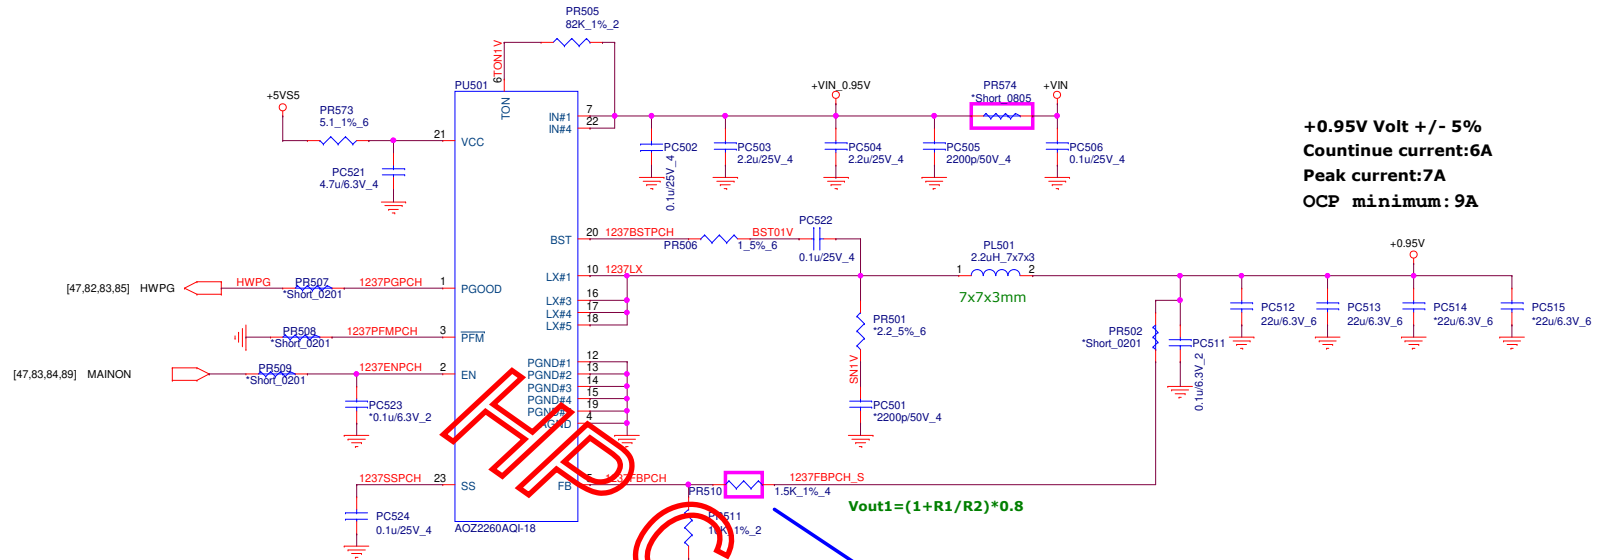 PR505
82K_1%_2
TON1V
6
PU501
TON
+5VS5
PR573
5.1_1%_6
21
VCC
PC521
4.7u/6.3V_4
IN#1
7
IN#4
22
+VIN_0.95V
PR574
*Short_0805
+VIN
PC502
0.1u/25V_4
PC503
2.2u/25V_4
PC504
2.2u/25V_4
PC505
2200p/50V_4
PC506
0.1u/25V_4
+0.95V Volt +/- 5%
Countinue current:6A
Peak current:7A
OCP minimum:9A
BST
20
1237BSTPCH
PR506
1_5%_6
BST01V
PC522
0.1u/25V_4
LX#1
10
1237LX
LX#3
16
LX#4
17
LX#5
18
1
PL501
2.2uH_7x7x3
2
7x7x3mm
+0.95V
[47,82,83,85]
HWPG
HWPG
PR507
*Short_0201
1237PGPCH
1
PGOOD
PR508
*Short_0201
1237PFMPCH
3
PFM
[47,83,84,89]
MAINON
PR509
*Short_0201
1237ENPCH
2
EN
PC523
*0.1u/6.3V_2
PGND#1
12
PGND#2
13
PGND#3
14
PGND#4
15
19
4
PR501
*2.2_5%_6
SN1V
PC501
*2200p/50V_4
PR502
*Short_0201
PC511
0.1u/6.3V_2
PC512
22u/6.3V_6
PC513
22u/6.3V_6
PC514
*22u/6.3V_6
PC515
*22u/6.3V_6
1237SSPCH
23
SS
PC524
0.1u/25V_4
AOZ2260AQI-18
FB
PR510
1.5K_1%_4
1237FBPCH_S
Vout1=(1+R1/R2)*0.8
HP